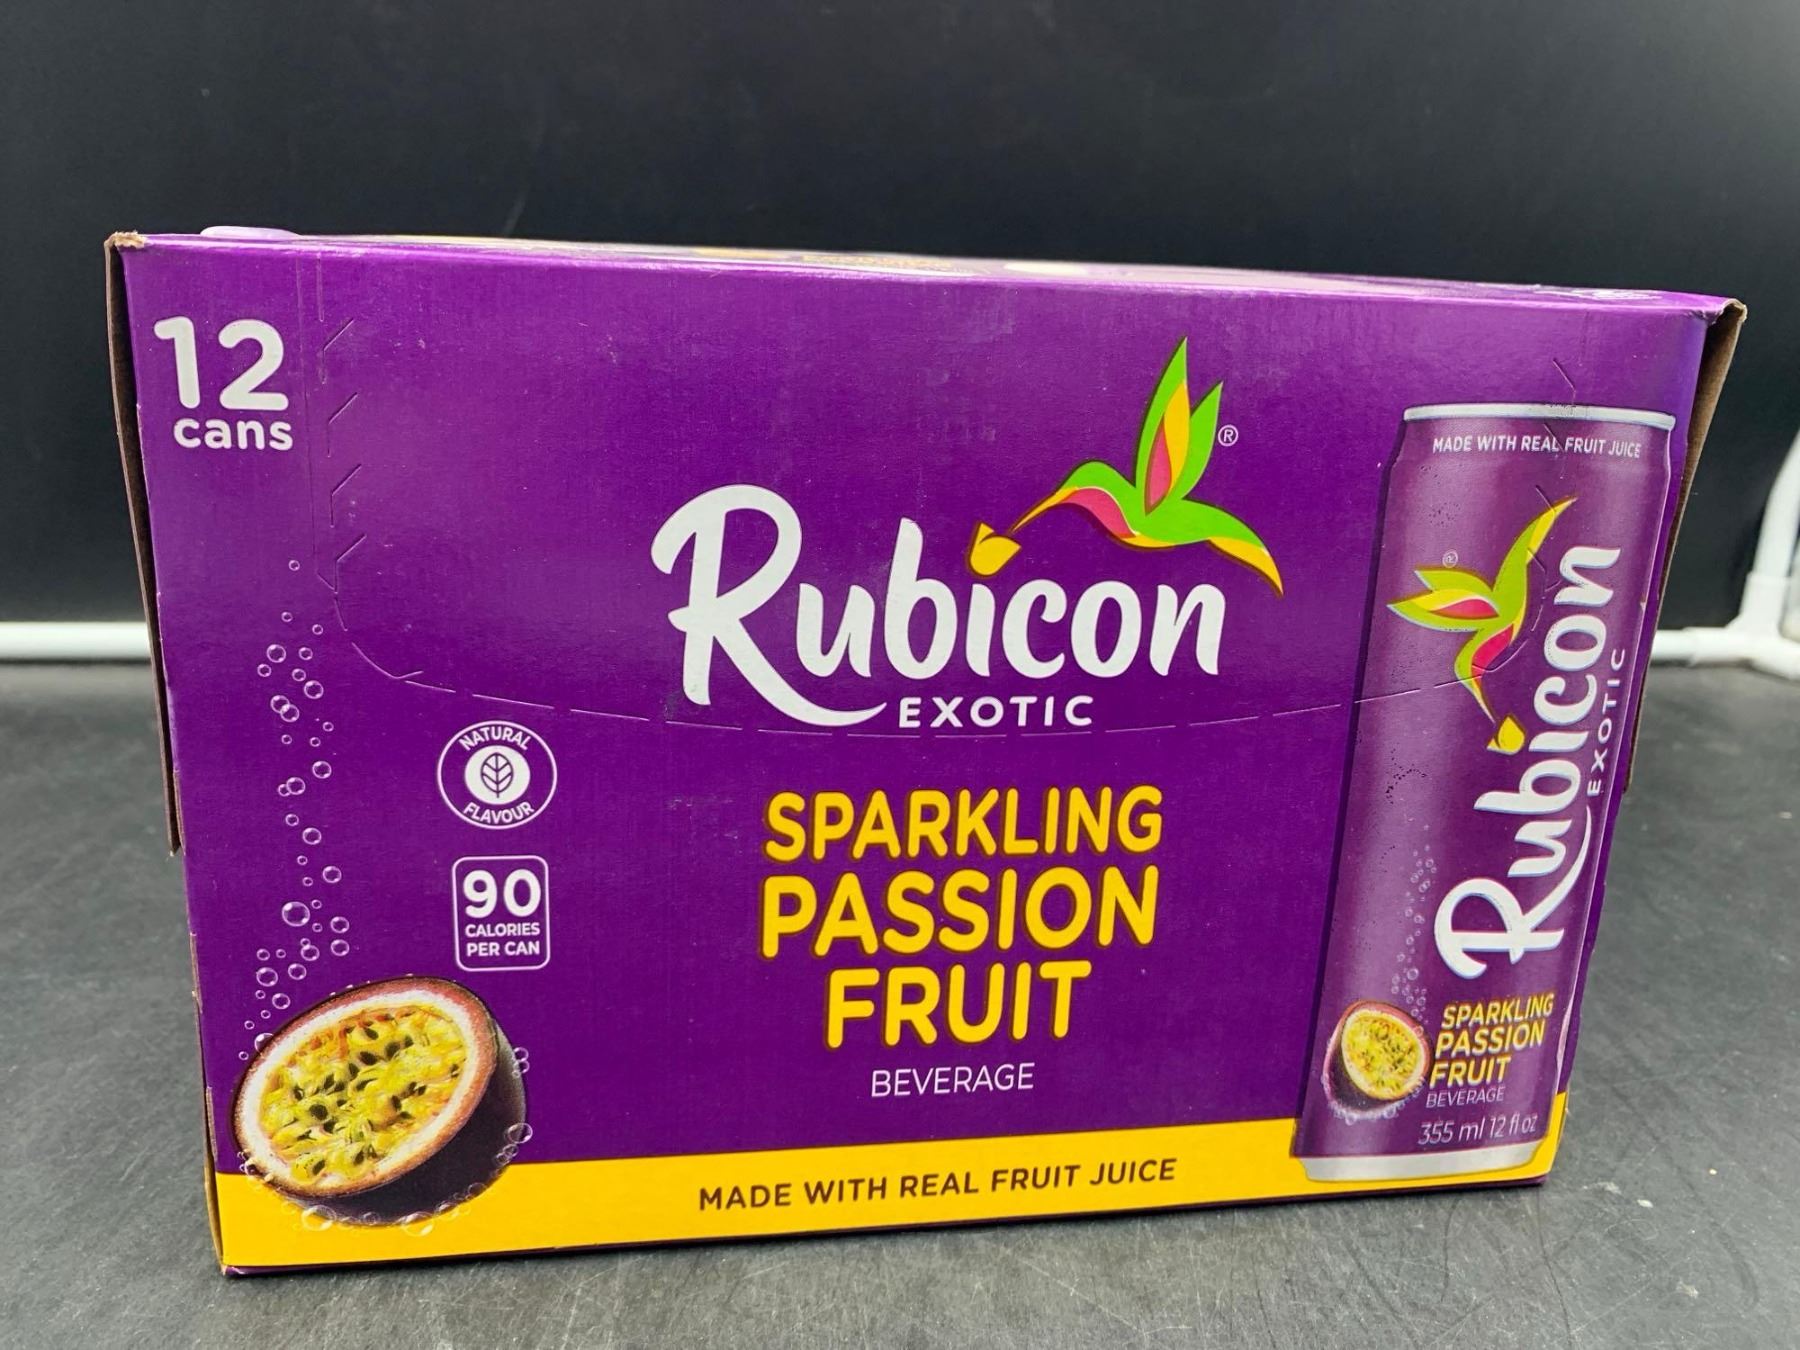 12
cans
Rubicon
®
EXOTIC
NATURAL
FLAVOUR
90
CALORIES
PER CAN
SPARKLING
PASSION
FRUIT
BEVERAGE
MADE WITH REAL FRUIT JUICE
MADE WITH REAL FRUIT JUICE
®
Rubicon
EXOTIC
SPARKLING
PASSION
FRUIT
BEVERAGE
355 ml 12 fl oz